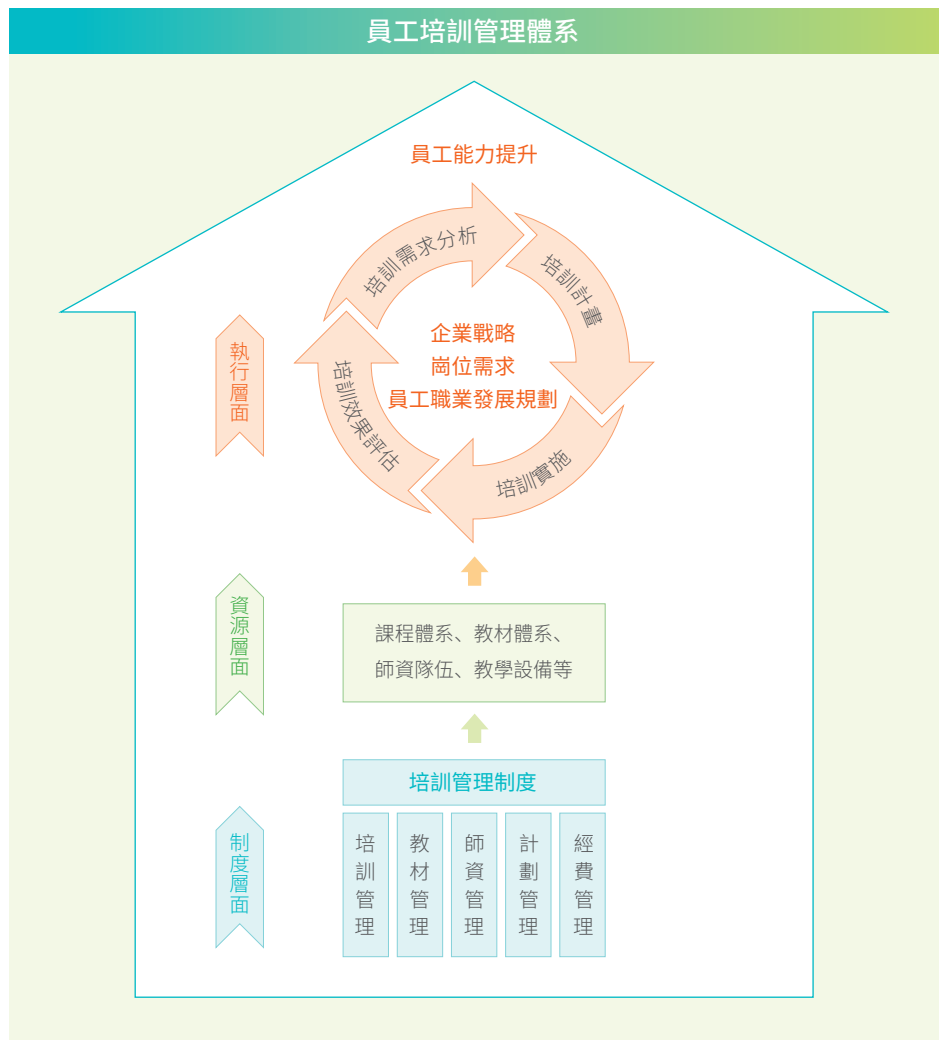 員工培訓管理體系
員工能力提升
培訓需求分析
培訓計畫
培訓實施
培訓效果評估
企業戰略
崗位需求
員工職業發展規劃
執行層面
資源層面
課程體系、教材體系、
師資隊伍、教學設備等
制度層面
培訓管理制度
培訓管理
教材管理
師資管理
計劃管理
經費管理